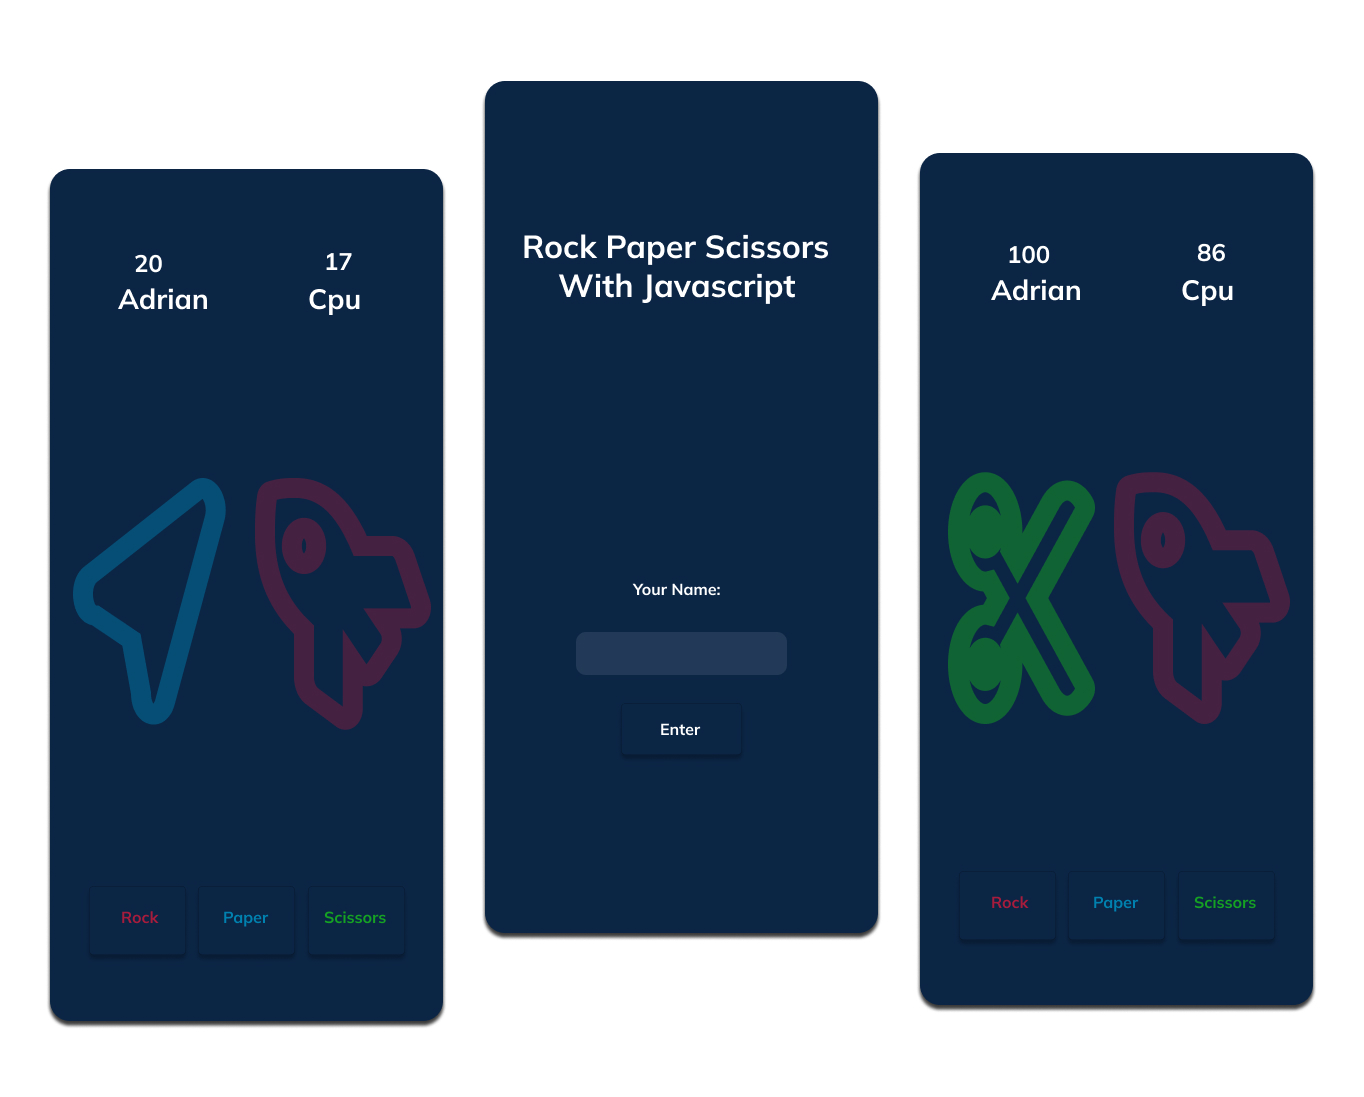 20
17
Adrian
Cpu
Rock
Paper
Scissors
Rock Paper Scissors
With Javascript
Your Name:
Enter
100
86
Adrian
Cpu
Rock
Paper
Scissors